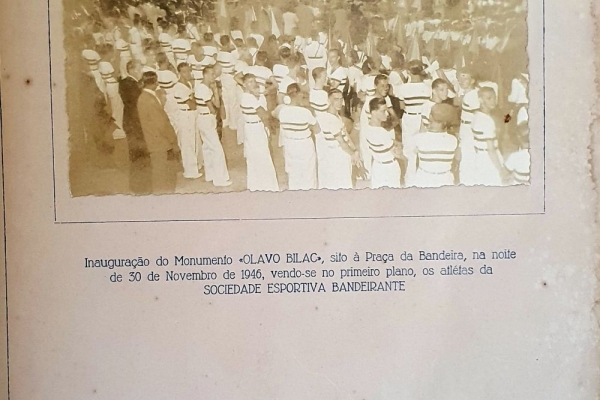 Inauguração do Monumento «OLAVO BILAC», sito à Praça da Bandeira, na noite
de 30 de Novembro de 1946, vendo-se no primeiro plano, os atlétas da
SOCIEDADE ESPORTIVA BANDEIRANTE